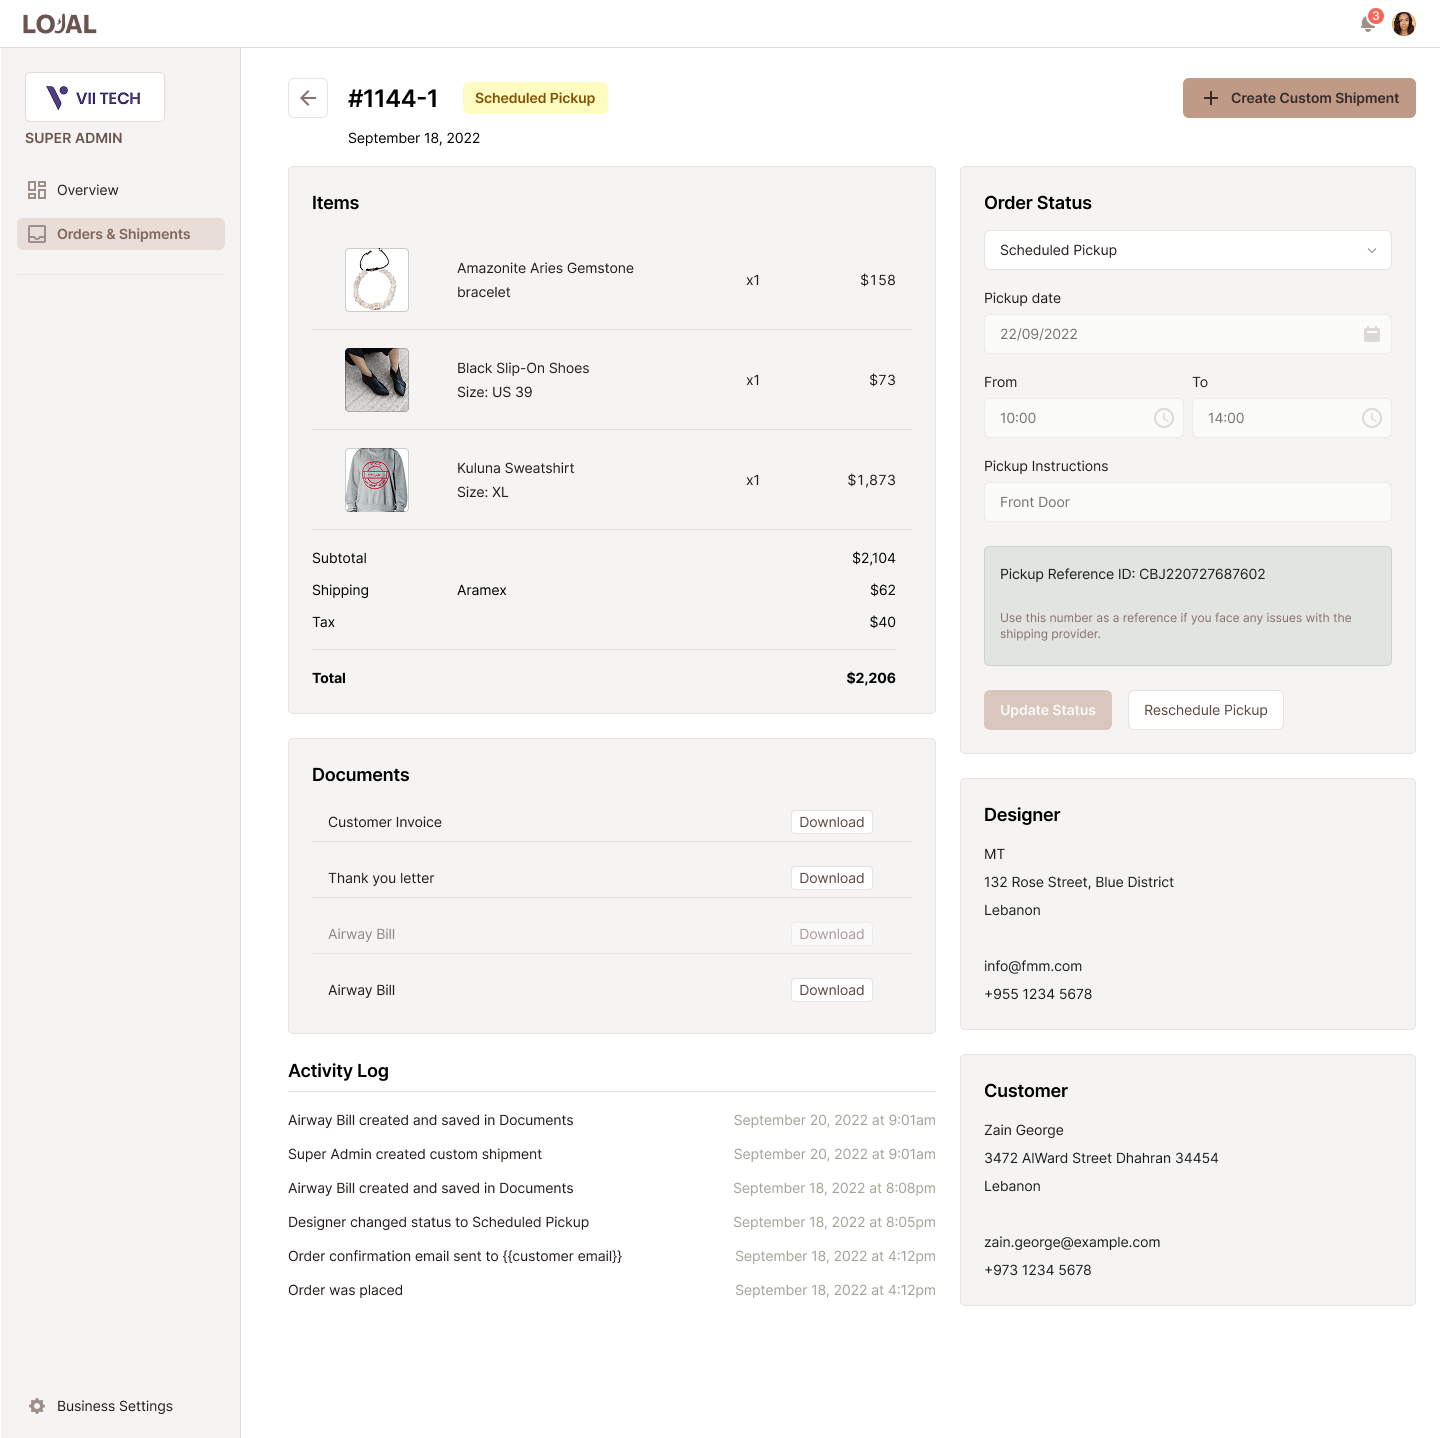 LOJAL
3
VII TECH
SUPER ADMIN
Overview
Orders & Shipments
Business Settings
#1144-1
Scheduled Pickup
Create Custom Shipment
September 18, 2022
Items
Amazonite Aries Gemstone
bracelet
x1
$158
Black Slip-On Shoes
Size: US 39
x1
$73
Kuluna Sweatshirt
Size: XL
x1
$1,873
Subtotal
$2,104
Shipping
Aramex
$62
Tax
$40
Total
$2,206
Documents
Customer Invoice
Download
Thank you letter
Download
Airway Bill
Download
Airway Bill
Download
Activity Log
Airway Bill created and saved in Documents
September 20, 2022 at 9:01am
Super Admin created custom shipment
September 20, 2022 at 9:01am
Airway Bill created and saved in Documents
September 18, 2022 at 8:08pm
Designer changed status to Scheduled Pickup
September 18, 2022 at 8:05pm
Order confirmation email sent to {{customer email}}
September 18, 2022 at 4:12pm
Order was placed
September 18, 2022 at 4:12pm
Order Status
Scheduled Pickup
Pickup date
22/09/2022
From
To
10:00
14:00
Pickup Instructions
Front Door
Pickup Reference ID: CBJ220727687602
Use this number as a reference if you face any issues with the
shipping provider.
Update Status
Reschedule Pickup
Designer
MT
132 Rose Street, Blue District
Lebanon
info@fmm.com
+955 1234 5678
Customer
Zain George
3472 AlWard Street Dhahran 34454
Lebanon
zain.george@example.com
+973 1234 5678